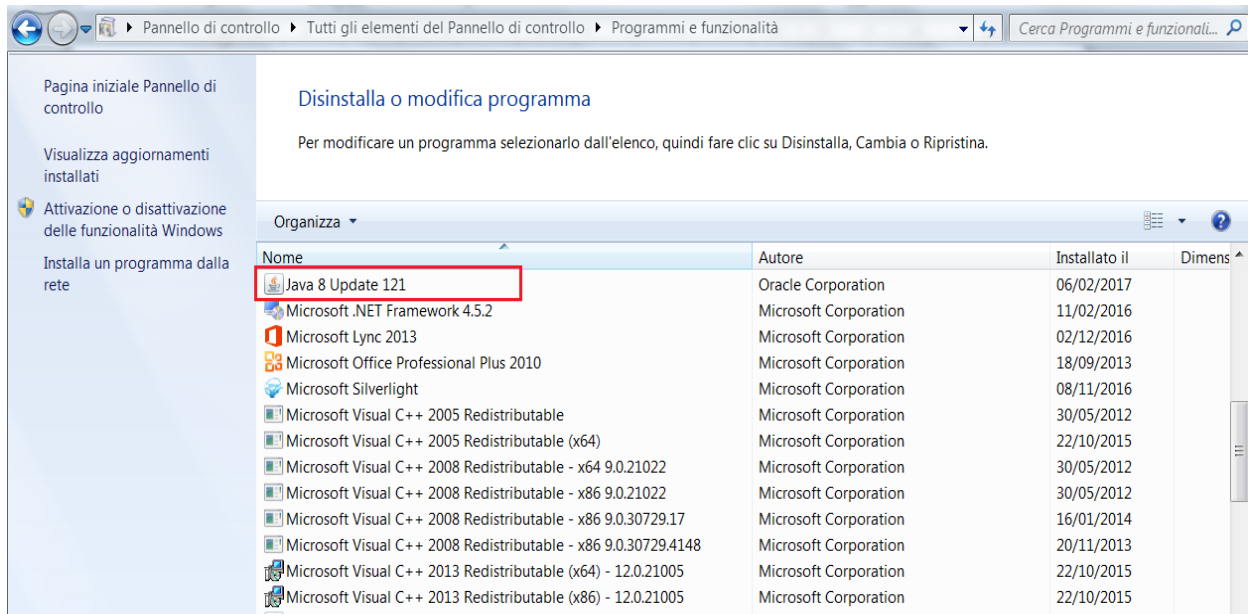 Pannello di controllo Tutti gli elementi del Pannello di controllo Programmi e funzionalità Cerca Programmi e funzionali...
Pagina iniziale Pannello di
controllo
Visualizza aggiornamenti
installati
Attivazione o disattivazione
delle funzionalità Windows
Installa un programma dalla
rete
Disinstalla o modifica programma
Per modificare un programma selezionarlo dall'elenco, quindi fare clic su Disinstalla, Cambia o Ripristina.
Organizza
Nome Autore Installato il Dimens
Java 8 Update 121 Oracle Corporation 06/02/2017
Microsoft .NET Framework 4.5.2 Microsoft Corporation 11/02/2016
Microsoft Lync 2013 Microsoft Corporation 02/12/2016
Microsoft Office Professional Plus 2010 Microsoft Corporation 18/09/2013
Microsoft Silverlight Microsoft Corporation 08/11/2016
Microsoft Visual C++ 2005 Redistributable Microsoft Corporation 30/05/2012
Microsoft Visual C++ 2005 Redistributable (x64) Microsoft Corporation 22/10/2015
Microsoft Visual C++ 2008 Redistributable - x64 9.0.21022 Microsoft Corporation 30/05/2012
Microsoft Visual C++ 2008 Redistributable - x86 9.0.21022 Microsoft Corporation 30/05/2012
Microsoft Visual C++ 2008 Redistributable - x86 9.0.30729.17 Microsoft Corporation 16/01/2014
Microsoft Visual C++ 2008 Redistributable - x86 9.0.30729.4148 Microsoft Corporation 20/11/2013
Microsoft Visual C++ 2013 Redistributable (x64) - 12.0.21005 Microsoft Corporation 22/10/2015
Microsoft Visual C++ 2013 Redistributable (x86) - 12.0.21005 Microsoft Corporation 22/10/2015